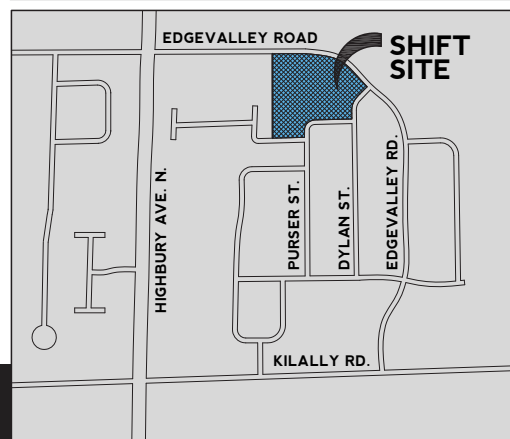 EDGEVALLEY ROAD
SHIFT
SITE
HIGHBURY AVE. N.
PURSER ST.
DYLAN ST.
EDGEVALLEY RD.
KILALLY RD.